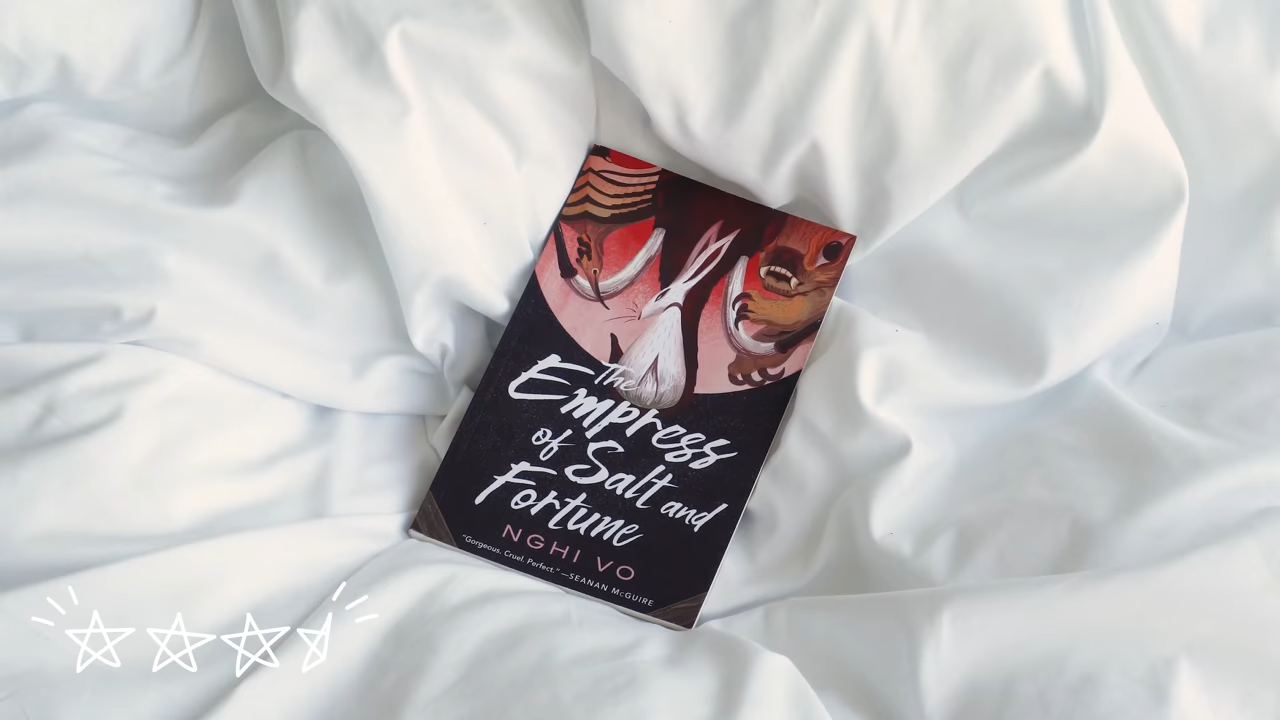 The
Empress
of Salt and
Fortune
NGHI VO
"Gorgeous. Cruel. Perfect." —SEANAN McGUIRE